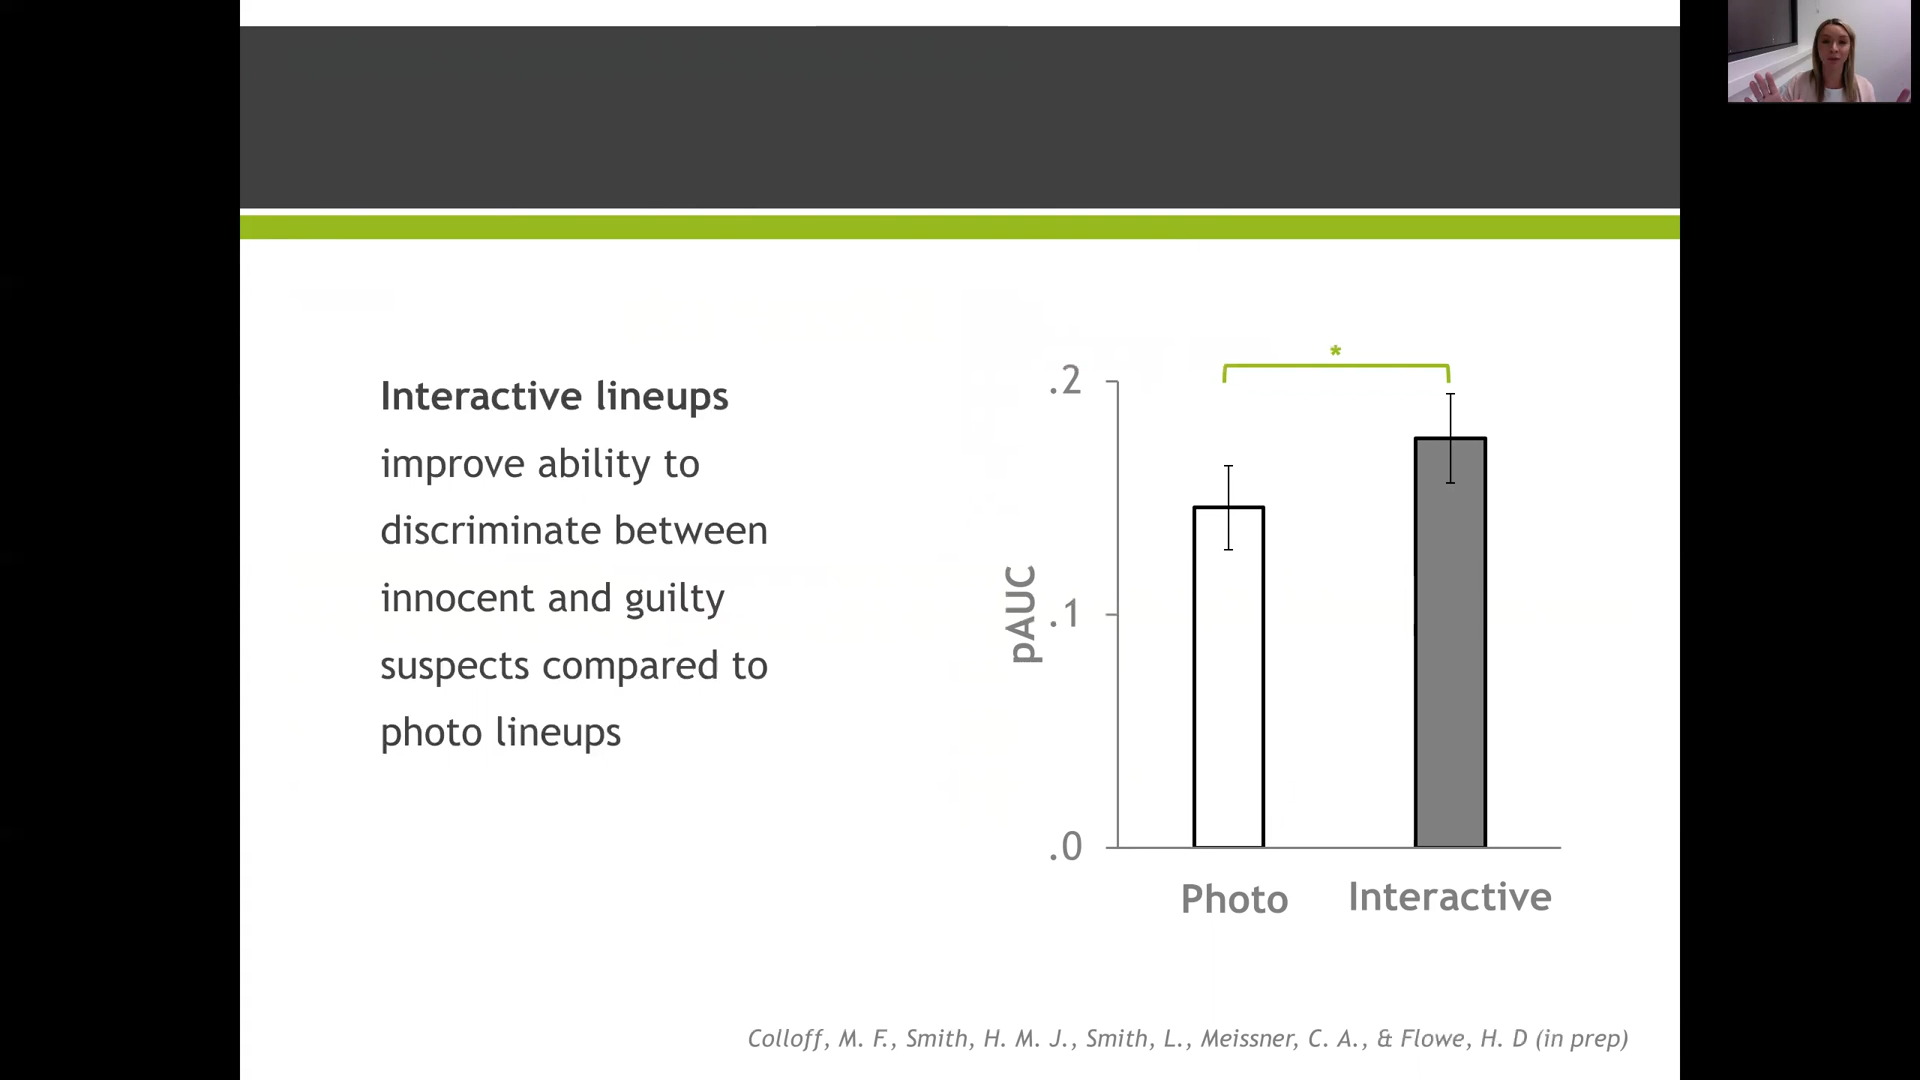 Interactive lineups
improve ability to
discriminate between
innocent and guilty
suspects compared to
photo lineups
*
.2
.1
.0
pAUC
Photo
Interactive
Colloff, M. F., Smith, H. M. J., Smith, L., Meissner, C. A., & Flowe, H. D (in prep)